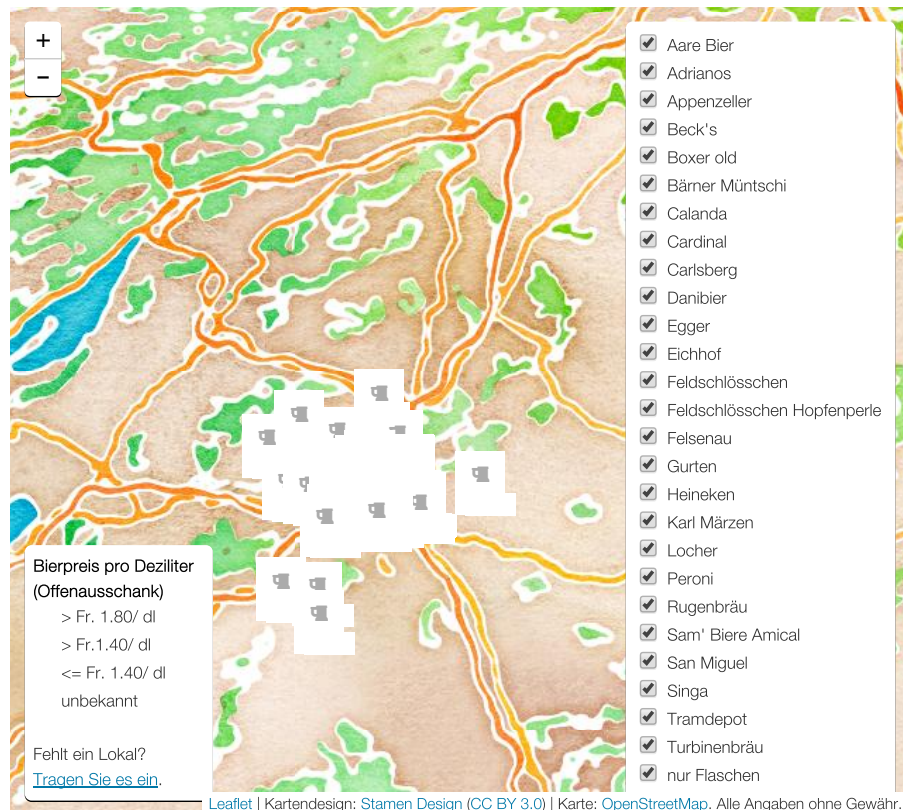 +
−
Aare Bier
Adrianos
Appenzeller
Beck's
Boxer old
Bärner Müntschi
Calanda
Cardinal
Carlsberg
Danibier
Egger
Eichhof
Feldschlösschen
Feldschlösschen Hopfenperle
Felsenau
Gurten
Heineken
Karl Märzen
Locher
Peroni
Rugenbräu
Sam' Biere Amical
San Miguel
Singa
Tramdepot
Turbinenbräu
nur Flaschen
Bierpreis pro Deziliter
(Offenausschank)
> Fr. 1.80/ dl
> Fr.1.40/ dl
<= Fr. 1.40/ dl
unbekannt
Fehlt ein Lokal?
Tragen Sie es ein.
Leaflet | Kartendesign: Stamen Design (CC BY 3.0) | Karte: OpenStreetMap. Alle Angaben ohne Gewähr.